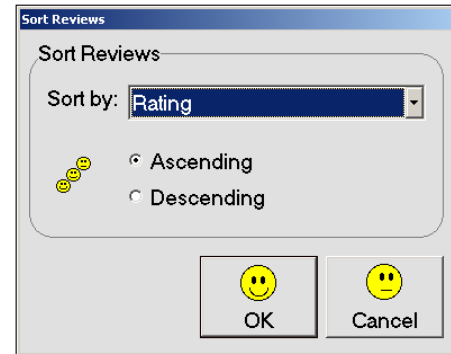 Sort Reviews
Sort Reviews
Sort by: Rating
Ascending
Descending
OK Cancel